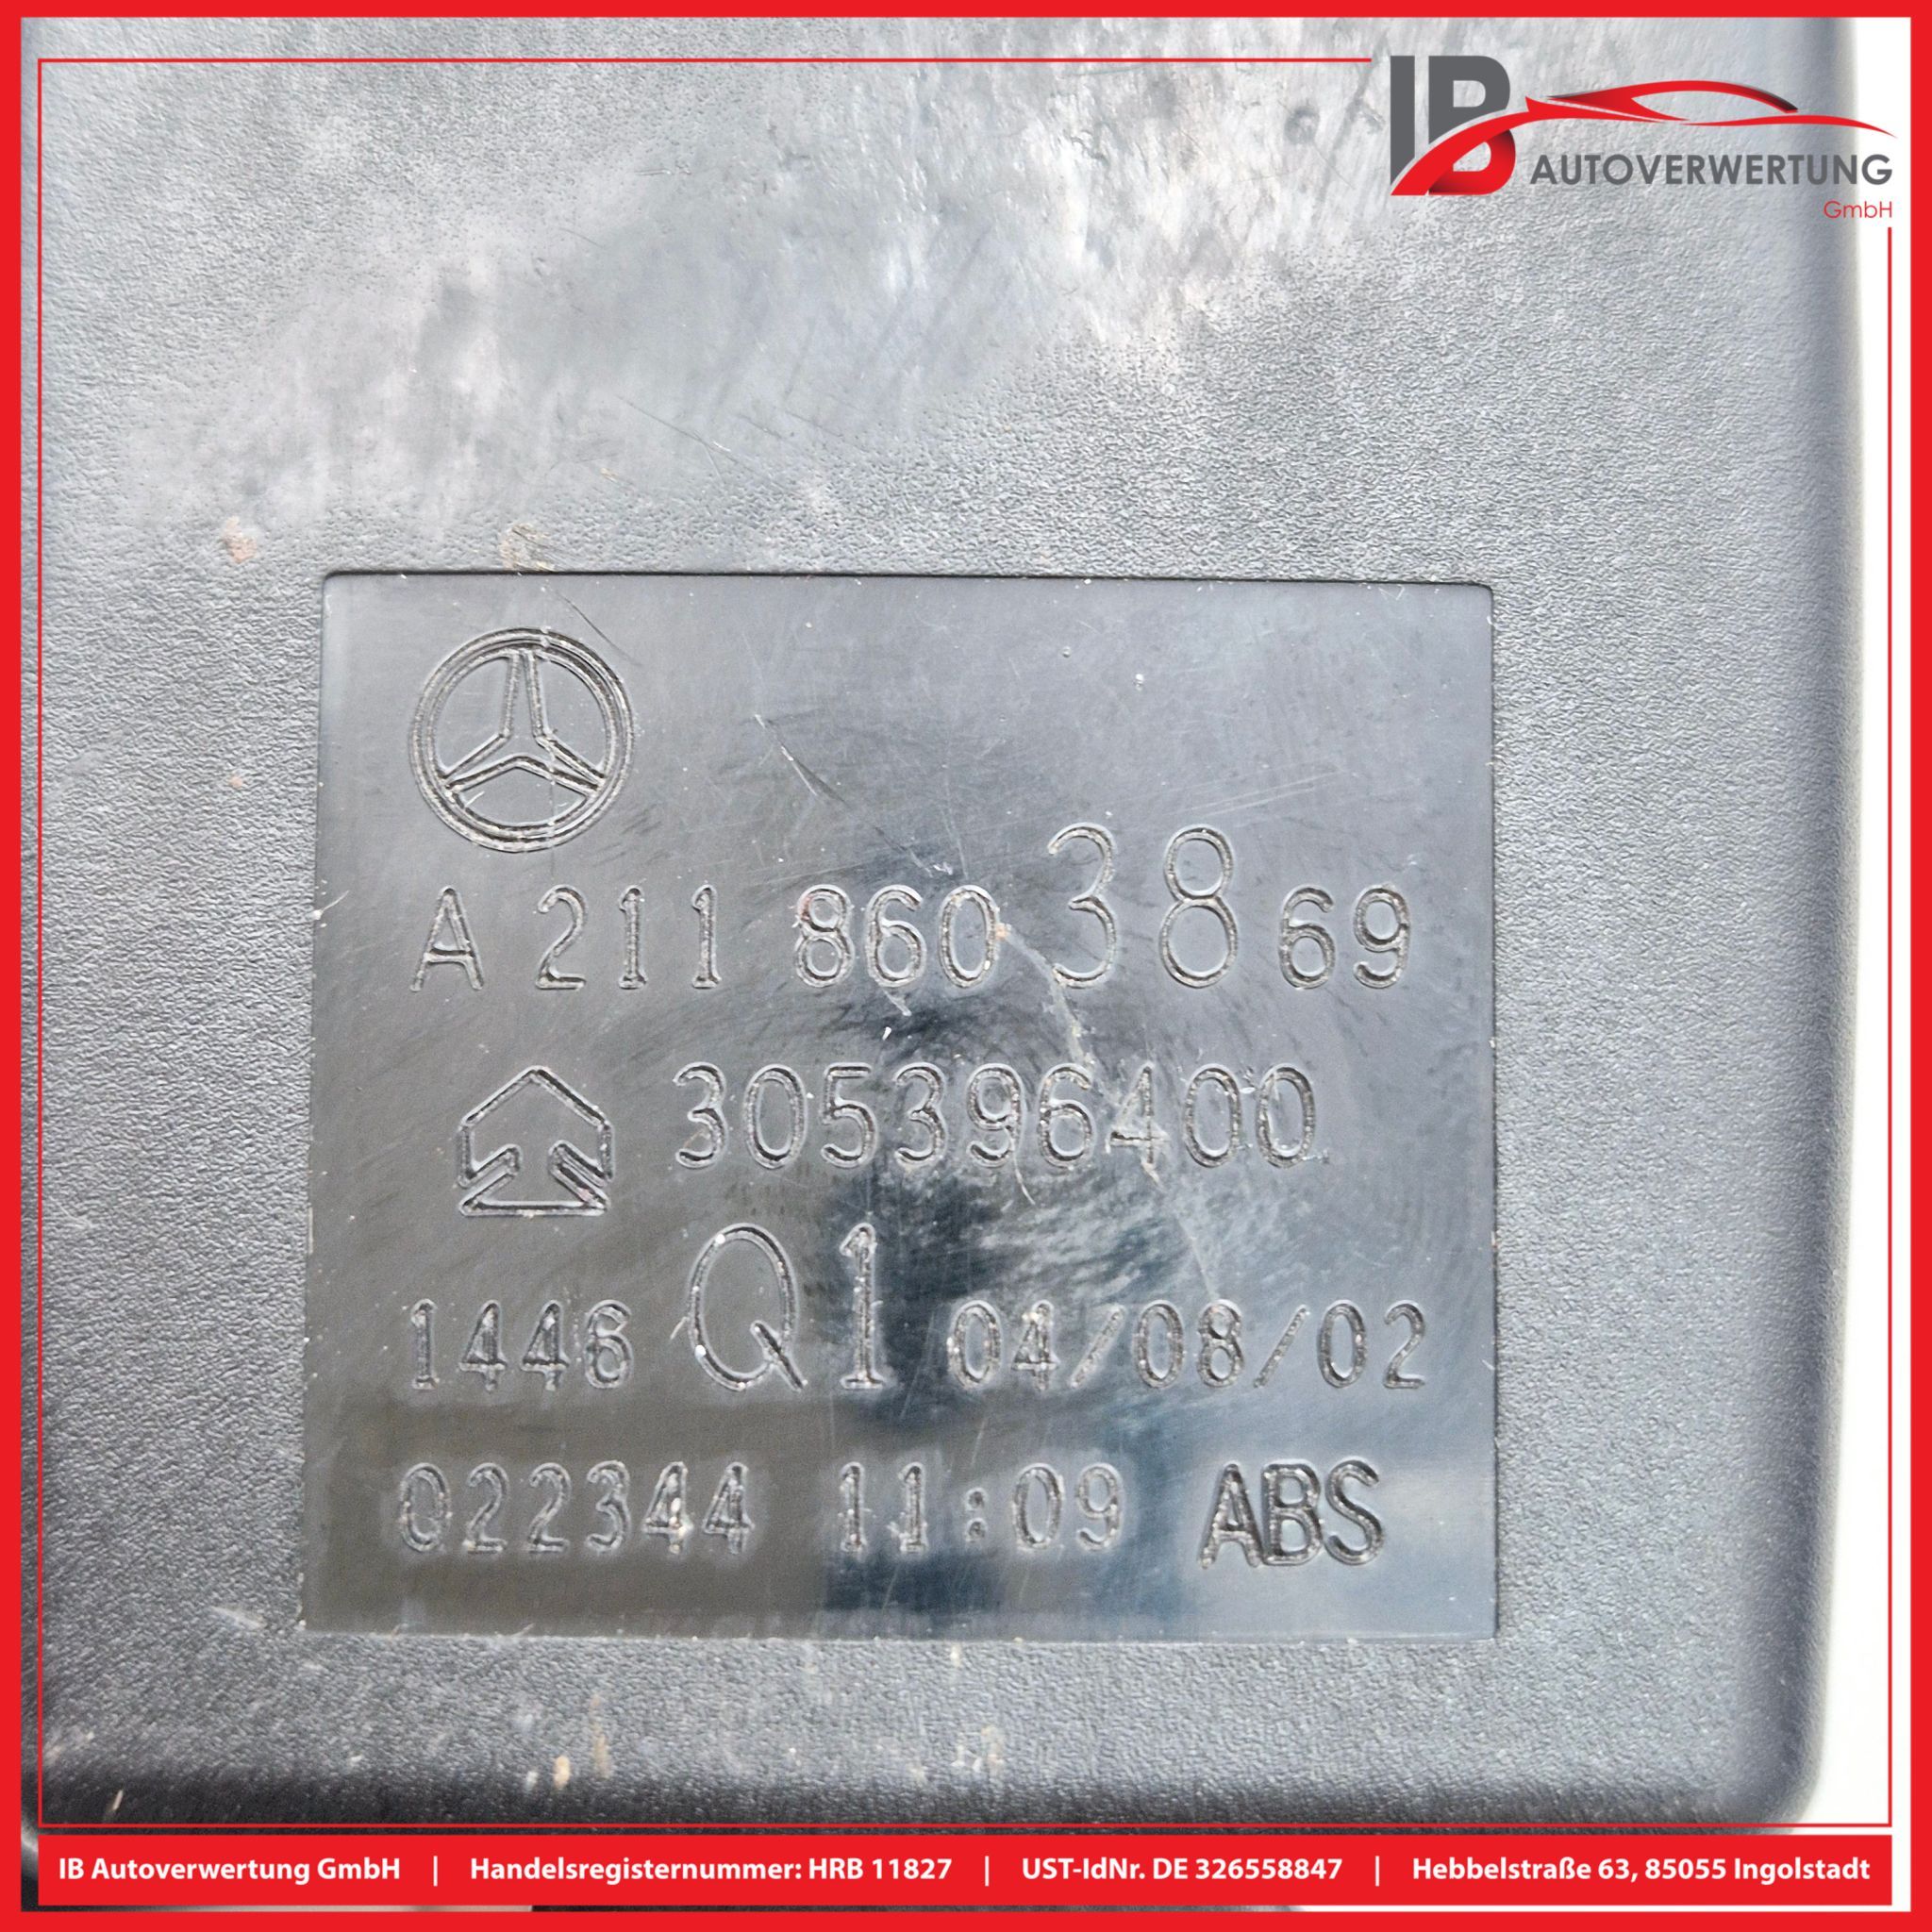 IB
AUTOVERWERTUNG
GmbH
A 211 860 38 69
305396400
1446 Q1 04/08/02
022344 11:09 ABS
IB Autoverwertung GmbH | Handelsregisternummer: HRB 11827 | UST-IdNr. DE 326558847 | Hebbelstraße 63, 85055 Ingolstadt